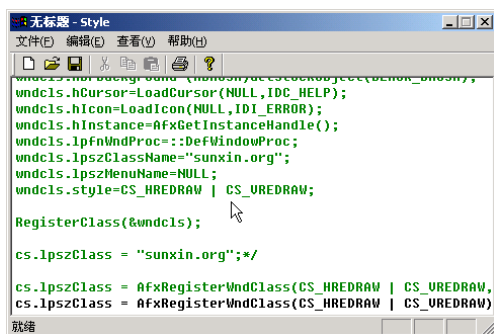 无标题 - Style
文件(F) 编辑(E) 查看(V) 帮助(H)
wndcls.hCursor=LoadCursor(NULL,IDC_HELP);
wndcls.hIcon=LoadIcon(NULL,IDI_ERROR);
wndcls.hInstance=AfxGetInstanceHandle();
wndcls.lpfnWndProc=::DefWindowProc;
wndcls.lpszClassName="sunxin.org";
wndcls.lpszMenuName=NULL;
wndcls.style=CS_HREDRAW | CS_VREDRAW;
RegisterClass(&wndcls);
cs.lpszClass = "sunxin.org";*/
cs.lpszClass = AfxRegisterWndClass(CS_HREDRAW | CS_VREDRAW,
cs.lpszClass = AfxRegisterWndClass(CS_HREDRAW | CS_VREDRAW)
就绪